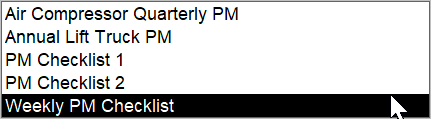 Air Compressor Quarterly PM
Annual Lift Truck PM
PM Checklist 1
PM Checklist 2
Weekly PM Checklist